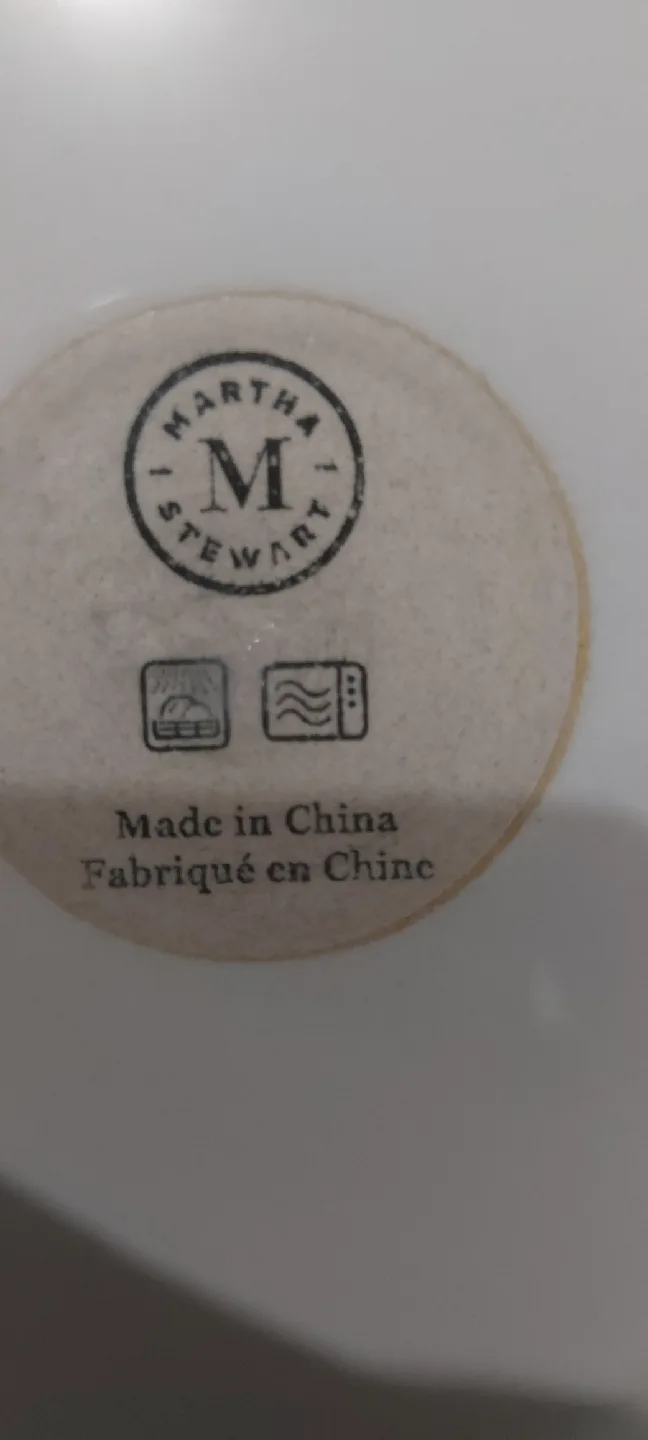 MARTHA
M
STEWART
Made in China
Fabriqué en Chine